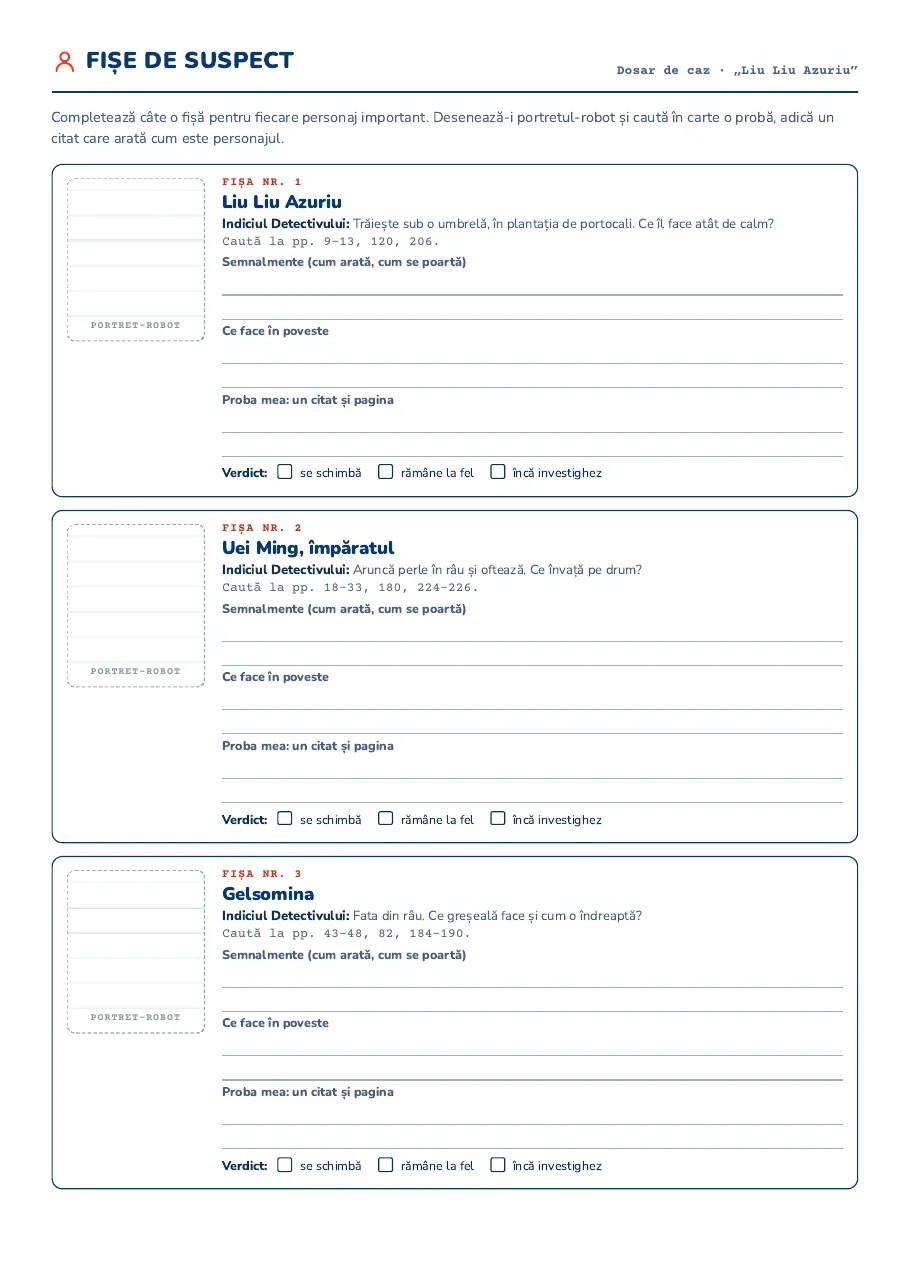 FIȘE DE SUSPECT
Dosar de caz · „Liu Liu Azuriu”
Completează câte o fișă pentru fiecare personaj important. Desenează-i portretul-robot și caută în carte o probă, adică un
citat care arată cum este personajul.
FIȘA NR. 1
Liu Liu Azuriu
Indiciul Detectivului: Trăiește sub o umbrelă, în plantația de portocali. Ce îl face atât de calm?
Caută la pp. 9–13, 120, 206.
Semnalmente (cum arată, cum se poartă)
PORTRET-ROBOT
Ce face în poveste
Proba mea: un citat și pagina
Verdict: se schimbă rămâne la fel încă investighez
FIȘA NR. 2
Uei Ming, împăratul
Indiciul Detectivului: Aruncă perle în râu și oftează. Ce învață pe drum?
Caută la pp. 18–33, 180, 224–226.
Semnalmente (cum arată, cum se poartă)
PORTRET-ROBOT
Ce face în poveste
Proba mea: un citat și pagina
Verdict: se schimbă rămâne la fel încă investighez
FIȘA NR. 3
Gelsomina
Indiciul Detectivului: Fata din râu. Ce greșeală face și cum o îndreaptă?
Caută la pp. 43–48, 82, 184–190.
Semnalmente (cum arată, cum se poartă)
PORTRET-ROBOT
Ce face în poveste
Proba mea: un citat și pagina
Verdict: se schimbă rămâne la fel încă investighez